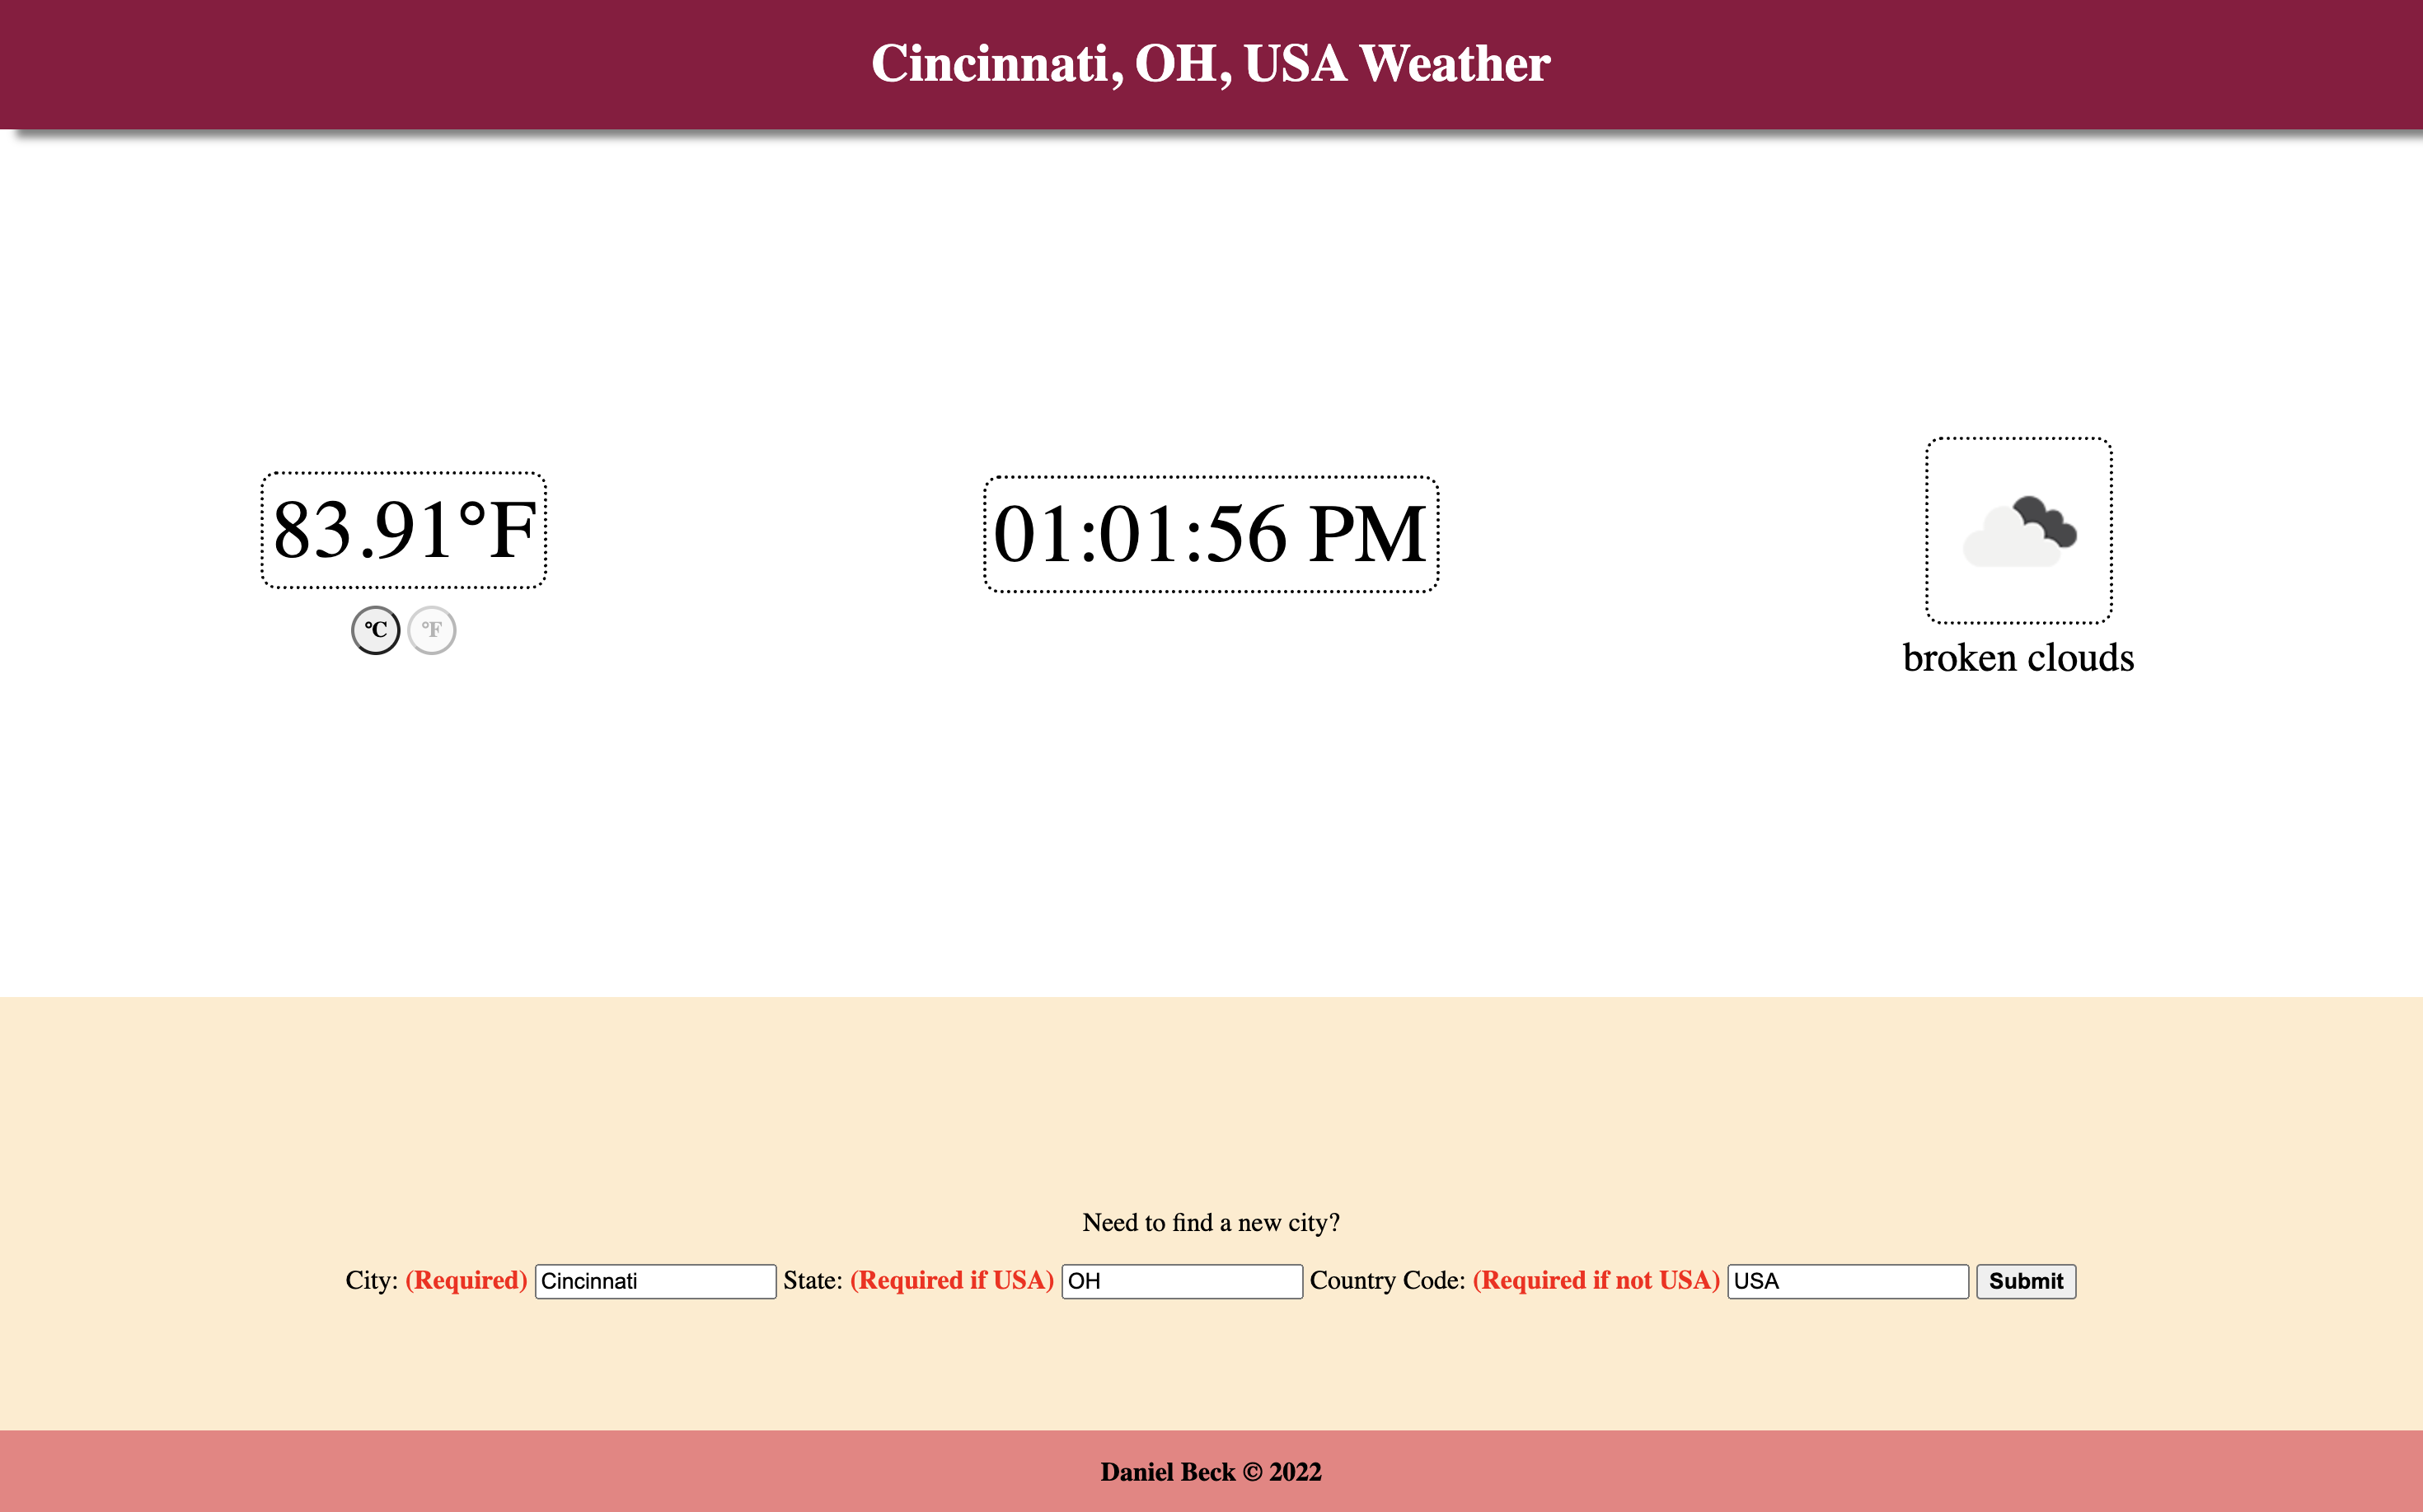 Cincinnati, OH, USA Weather
83.91°F
01:01:56 PM
°C °F
broken clouds
Need to find a new city?
City: (Required) Cincinnati State: (Required if USA) OH Country Code: (Required if not USA) USA Submit
Daniel Beck © 2022